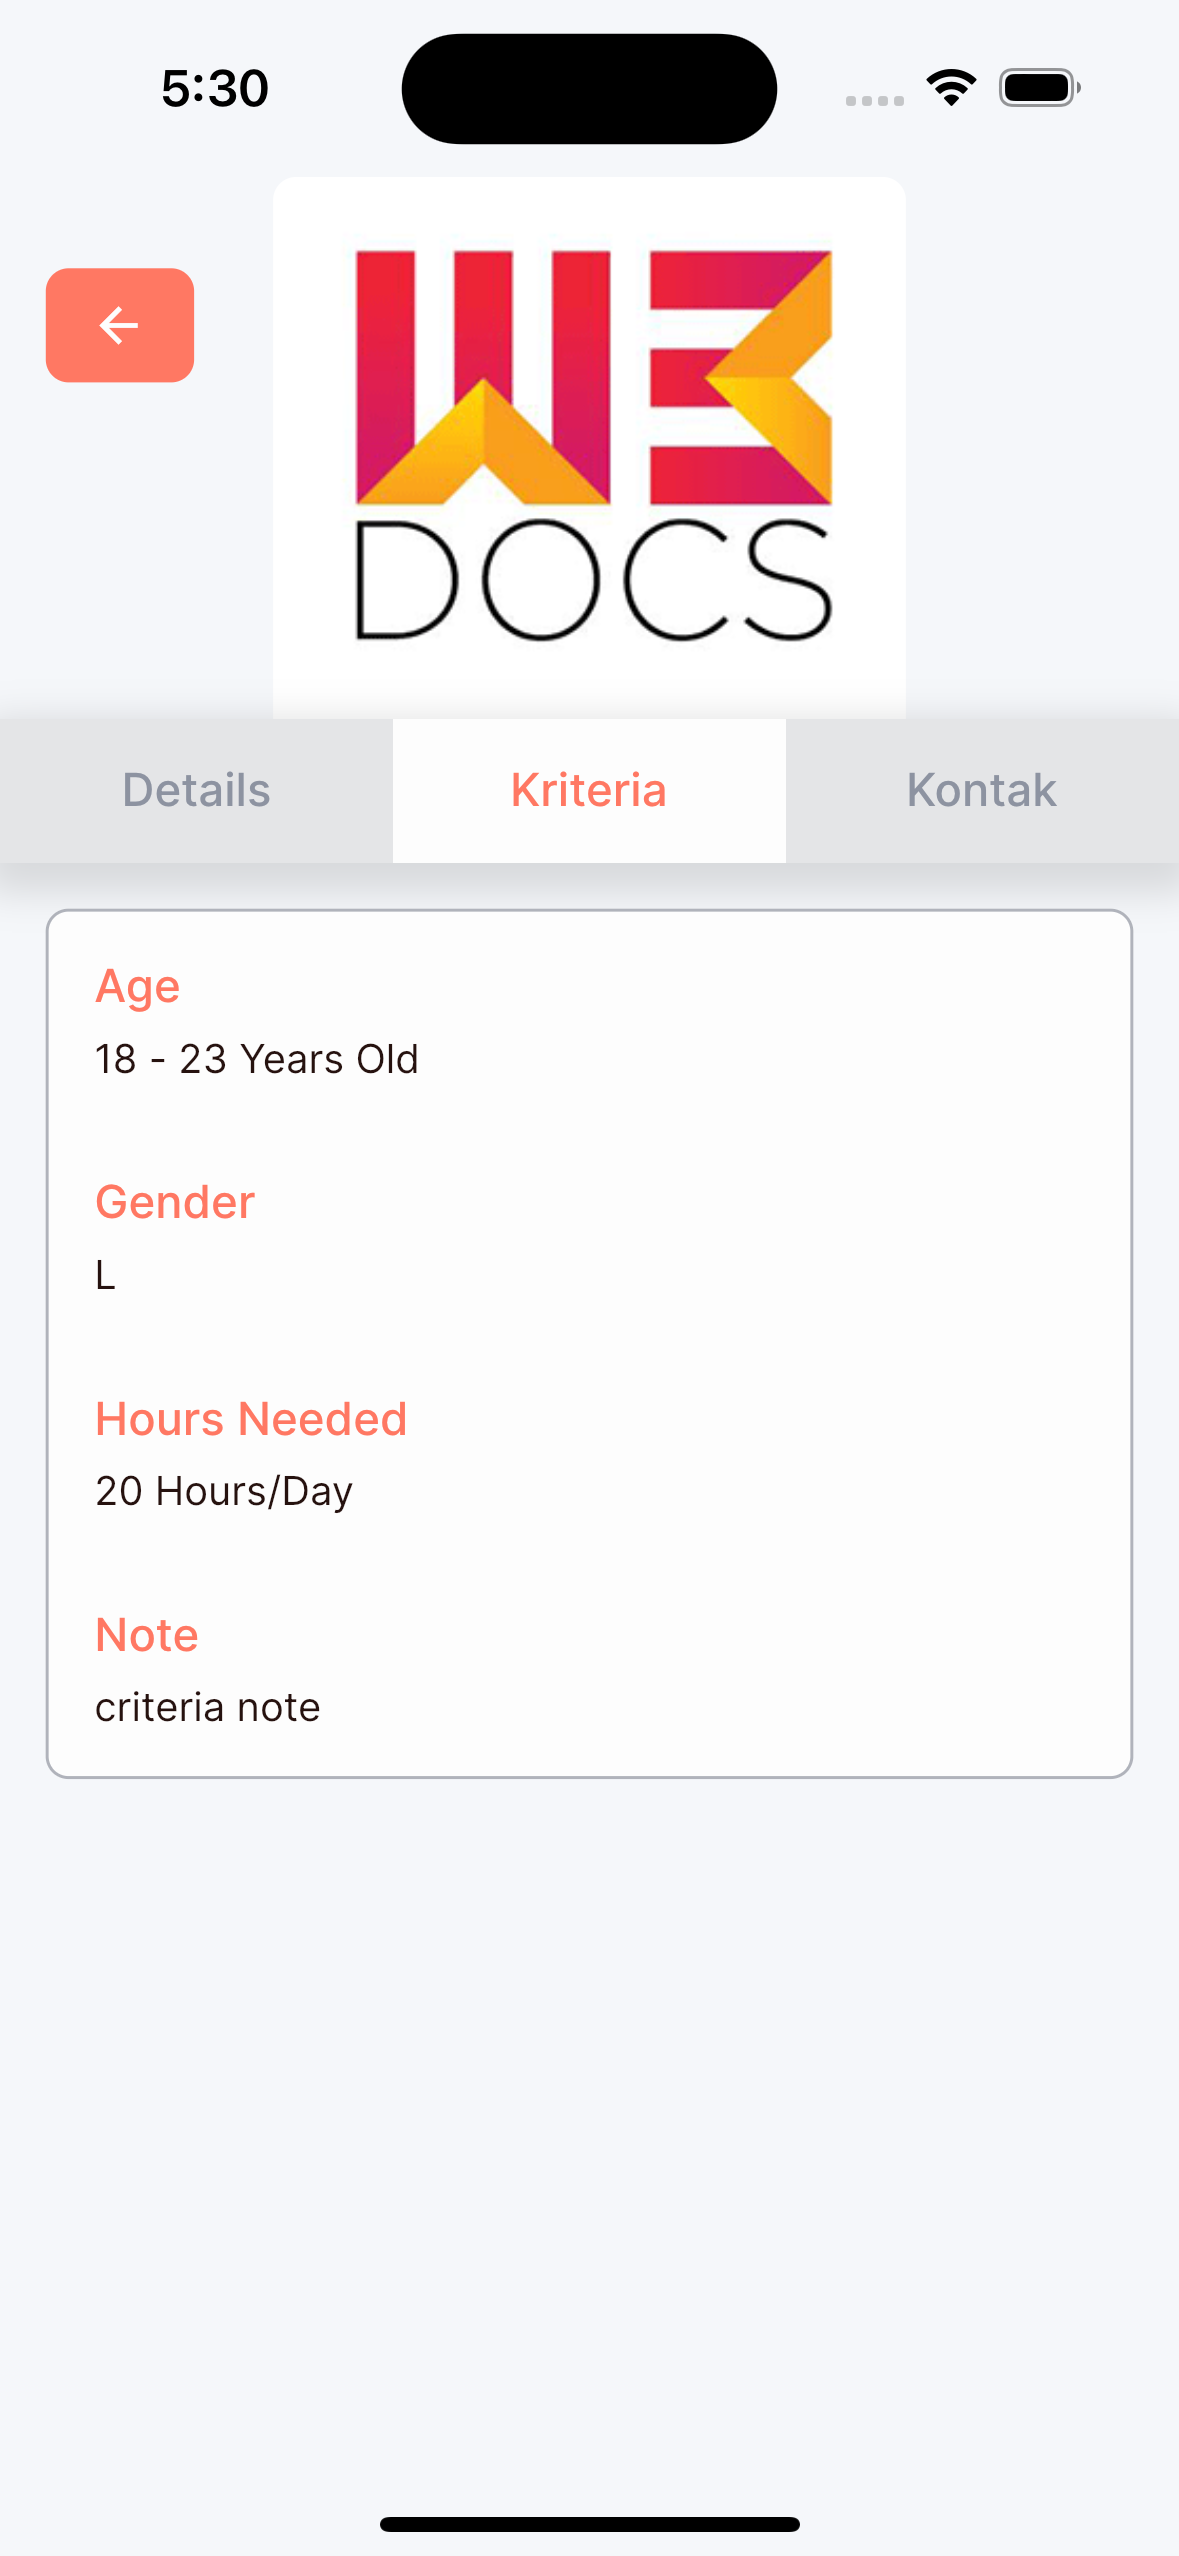 5:30
WE
DOCS
Details
Kriteria
Kontak
Age
18 - 23 Years Old
Gender
L
Hours Needed
20 Hours/Day
Note
criteria note